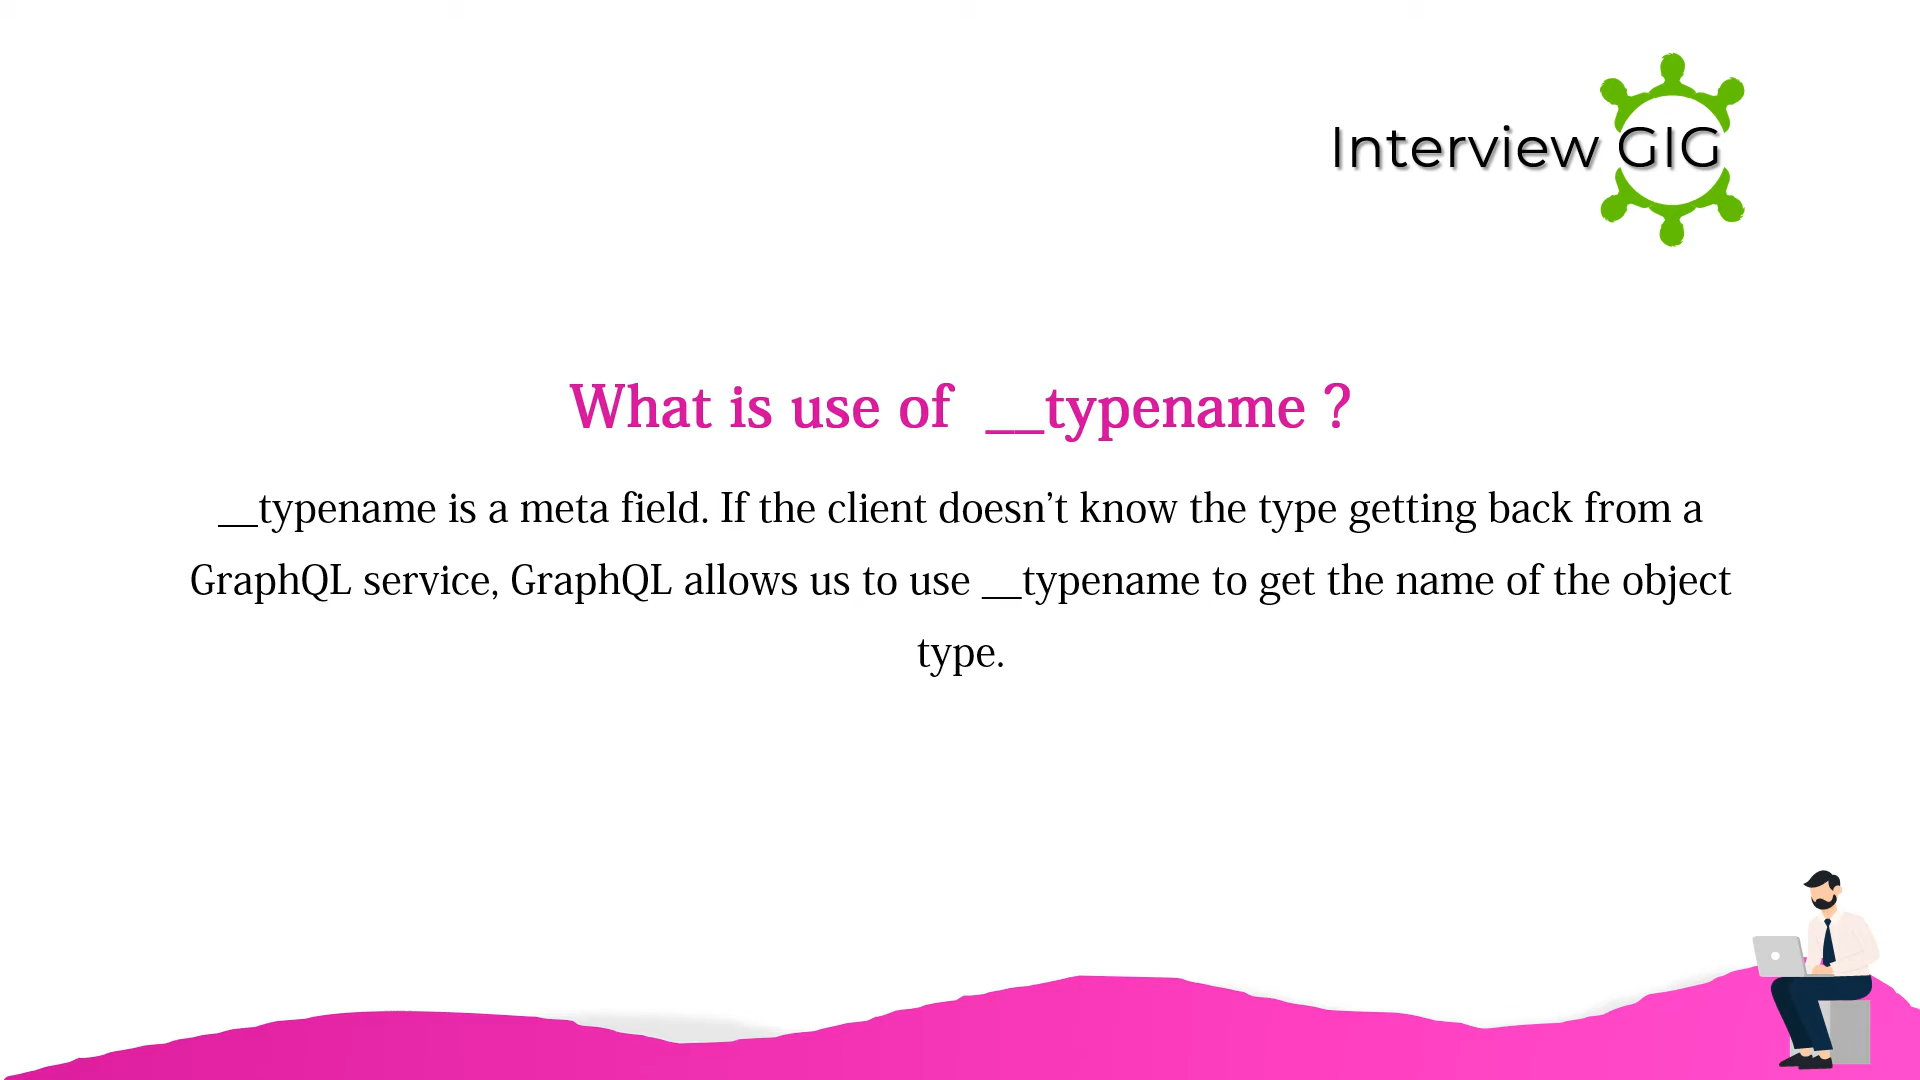 Interview GIG
What is use of __typename ?
__typename is a meta field. If the client doesn’t know the type getting back from a
GraphQL service, GraphQL allows us to use __typename to get the name of the object
type.